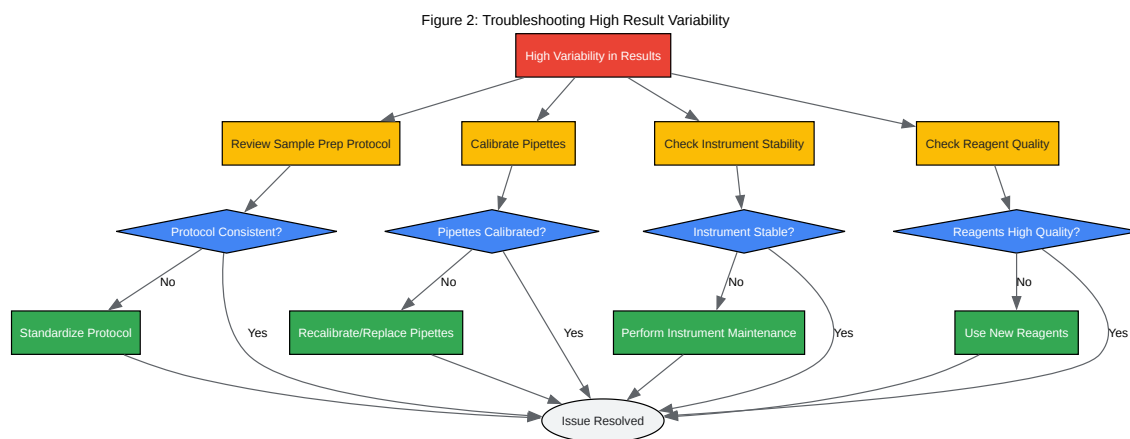 Figure 2: Troubleshooting High Result Variability
High Variability in Results
Review Sample Prep Protocol
Calibrate Pipettes
Check Instrument Stability
Check Reagent Quality
Protocol Consistent?
Pipettes Calibrated?
Instrument Stable?
Reagents High Quality?
No
No
No
No
Standardize Protocol
Yes
Recalibrate/Replace Pipettes
Yes
Perform Instrument Maintenance
Yes
Use New Reagents
Yes
Issue Resolved